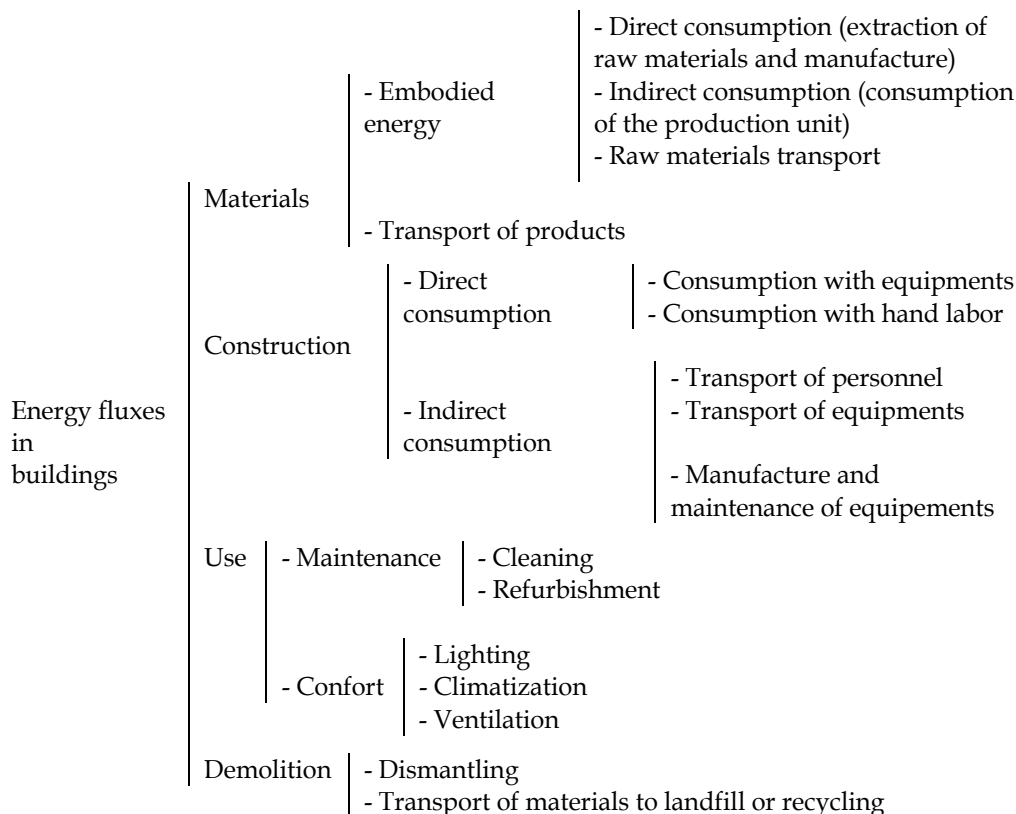 - Direct consumption (extraction of
raw materials and manufacture)
- Embodied
energy
- Indirect consumption (consumption
of the production unit)
- Raw materials transport
Materials
- Transport of products
- Direct
consumption
- Consumption with equipments
- Consumption with hand labor
Construction
- Indirect
consumption
- Transport of personnel
- Transport of equipments
- Manufacture and
maintenance of equipements
Energy fluxes
in
buildings
Use
- Maintenance
- Cleaning
- Refurbishment
- Confort
- Lighting
- Climatization
- Ventilation
Demolition
- Dismantling
- Transport of materials to landfill or recycling